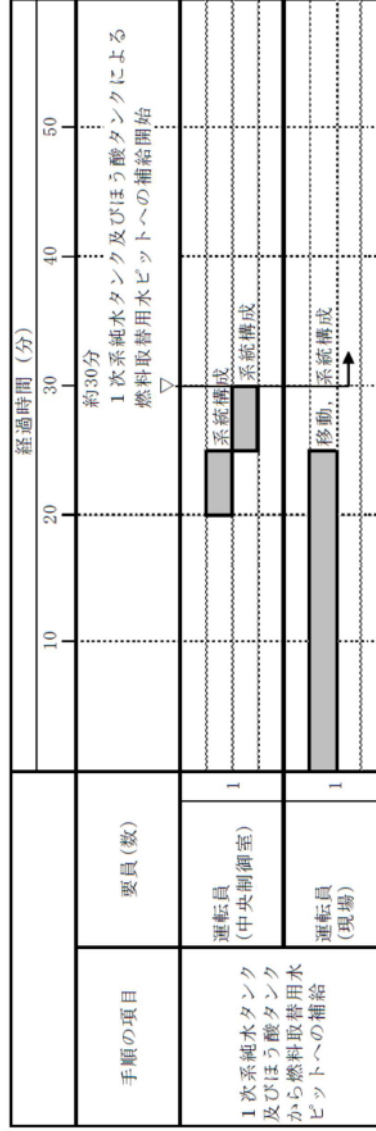 経過時間（分）
10 20 30 40 50
手順の項目
要員(数)
約30分
1次系純水タンク及びほう酸タンクによる
燃料取替用水ピットへの補給開始
▽
1次系純水タンク
及びほう酸タンク
から燃料取替用水
ピットへの補給
運転員
(中央制御室)
1
系統構成
系統構成
運転員
(現場)
1
移動，系統構成